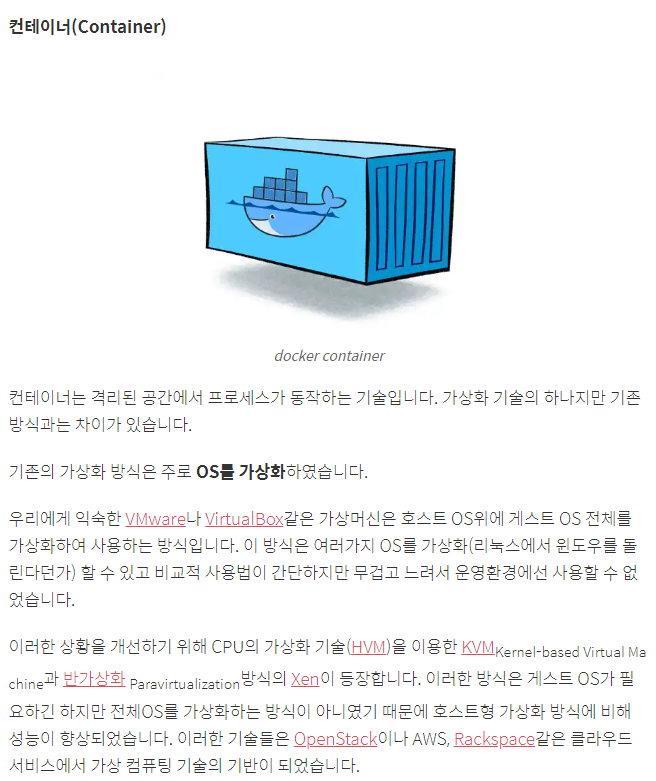 컨테이너(Container)
docker container
컨테이너는 격리된 공간에서 프로세스가 동작하는 기술입니다. 가상화 기술의 하나지만 기존
방식과는 차이가 있습니다.
기존의 가상화 방식은 주로 OS를 가상화하였습니다.
우리에게 익숙한 VMware나 VirtualBox같은 가상머신은 호스트 OS위에 게스트 OS 전체를
가상화하여 사용하는 방식입니다. 이 방식은 여러가지 OS를 가상화(리눅스에서 윈도우를 돌
린다던가) 할 수 있고 비교적 사용법이 간단하지만 무겁고 느려서 운영환경에선 사용할 수 없
었습니다.
이러한 상황을 개선하기 위해 CPU의 가상화 기술(HVM)을 이용한 KVMKernel-based Virtual Ma
chine과 반가상화 Paravirtualization방식의 Xen이 등장합니다. 이러한 방식은 게스트 OS가 필
요하긴 하지만 전체OS를 가상화하는 방식이 아니였기 때문에 호스트형 가상화 방식에 비해
성능이 향상되었습니다. 이러한 기술들은 OpenStack이나 AWS, Rackspace같은 클라우드
서비스에서 가상 컴퓨팅 기술의 기반이 되었습니다.